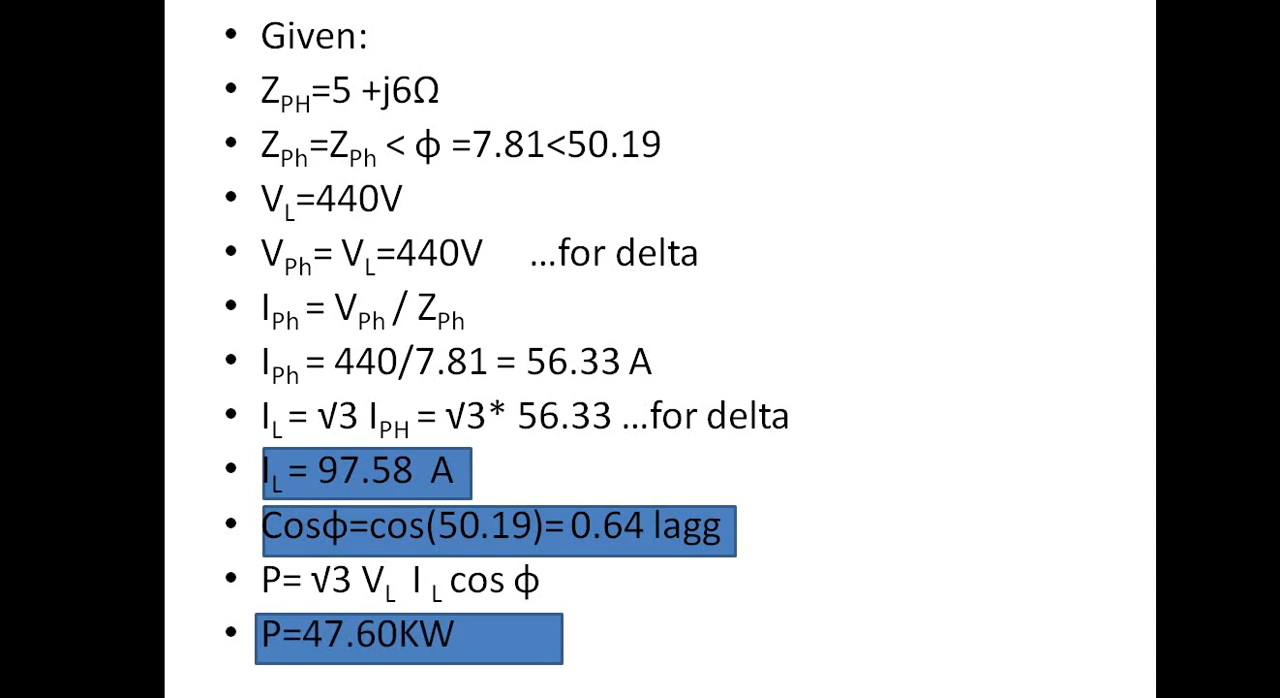 • Given:
• ZPH=5 +j6Ω
• ZPh=ZPh < ф =7.81<50.19
• VL=440V
• VPh= VL=440V ...for delta
• IPh = VPh / ZPh
• IPh = 440/7.81 = 56.33 A
• IL = √3 IPH = √3* 56.33 ...for delta
• IL = 97.58 A
• Cosф=cos(50.19)= 0.64 lagg
• P= √3 VL I L cos ф
• P=47.60KW